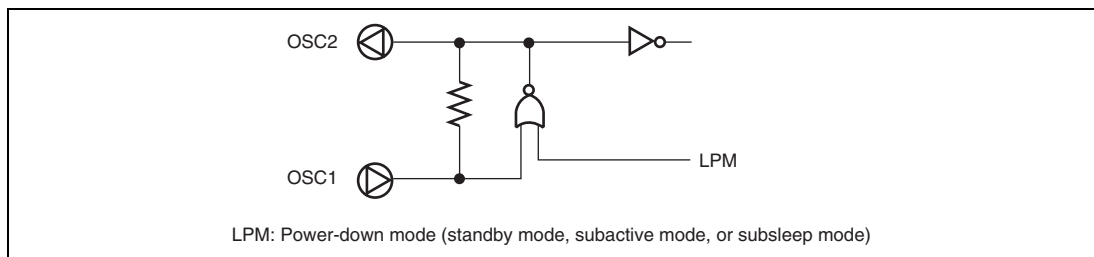 OSC2
OSC1
LPM
LPM: Power-down mode (standby mode, subactive mode, or subsleep mode)